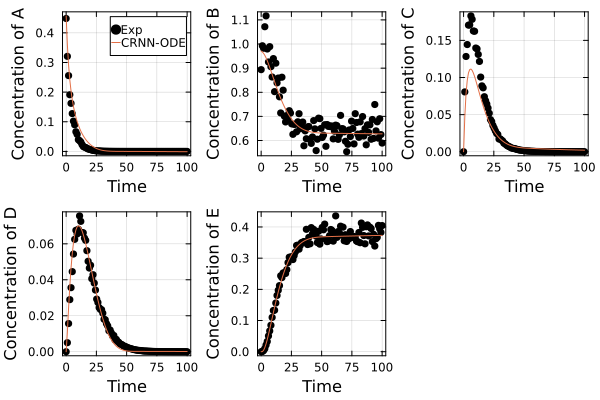 Concentration of A
0.4
0.3
0.2
0.1
0.0
Exp
CRNN-ODE
0 25 50 75 100
Time
Concentration of B
1.1
1.0
0.9
0.8
0.7
0.6
0 25 50 75 100
Time
Concentration of C
0.15
0.10
0.05
0.00
0 25 50 75 100
Time
Concentration of D
0.06
0.04
0.02
0.00
0 25 50 75 100
Time
Concentration of E
0.4
0.3
0.2
0.1
0.0
0 25 50 75 100
Time